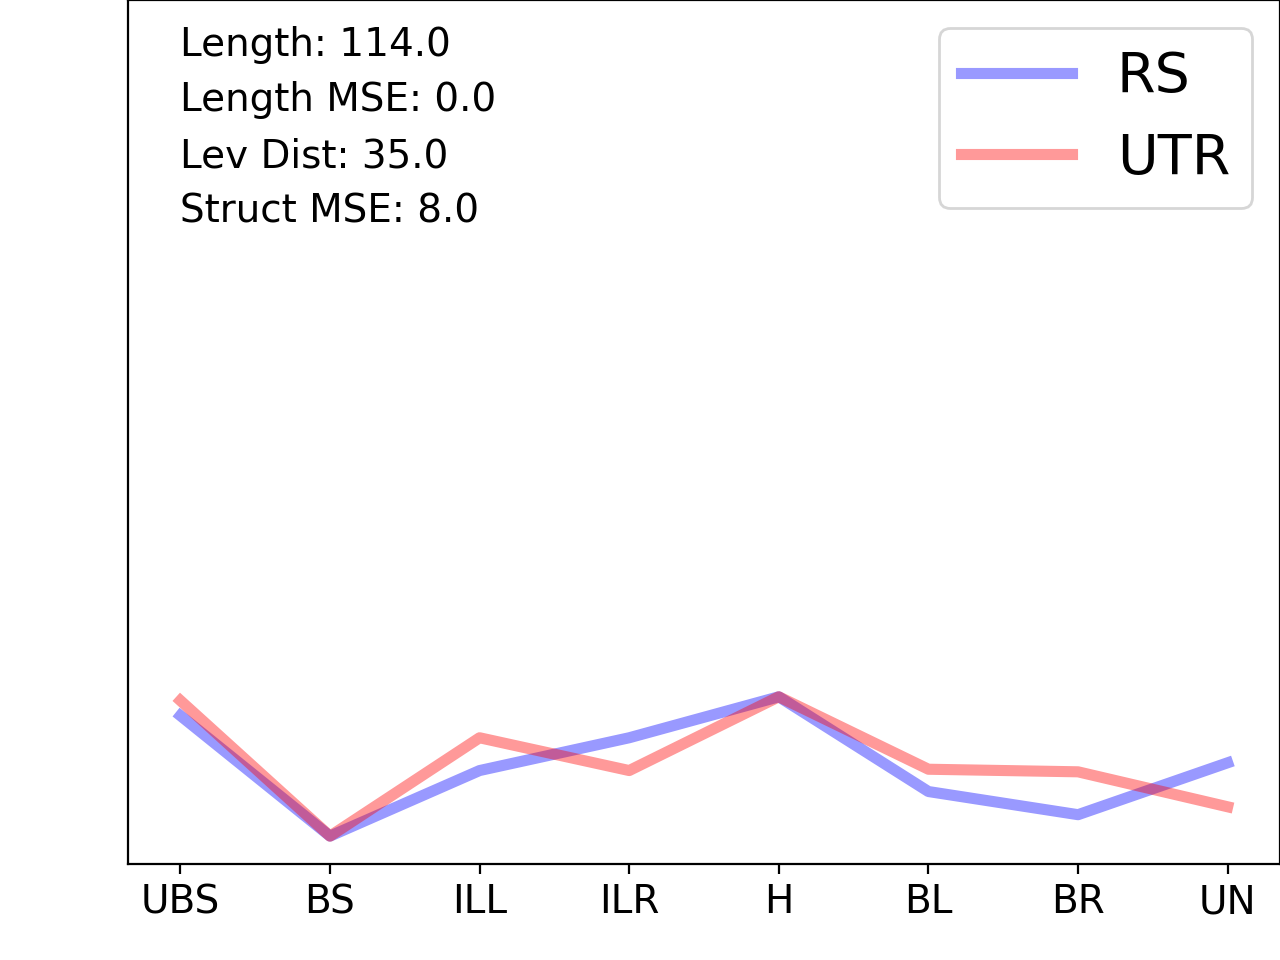 Length: 114.0
Length MSE: 0.0
Lev Dist: 35.0
Struct MSE: 8.0
RS
UTR
UBS BS ILL ILR H BL BR UN